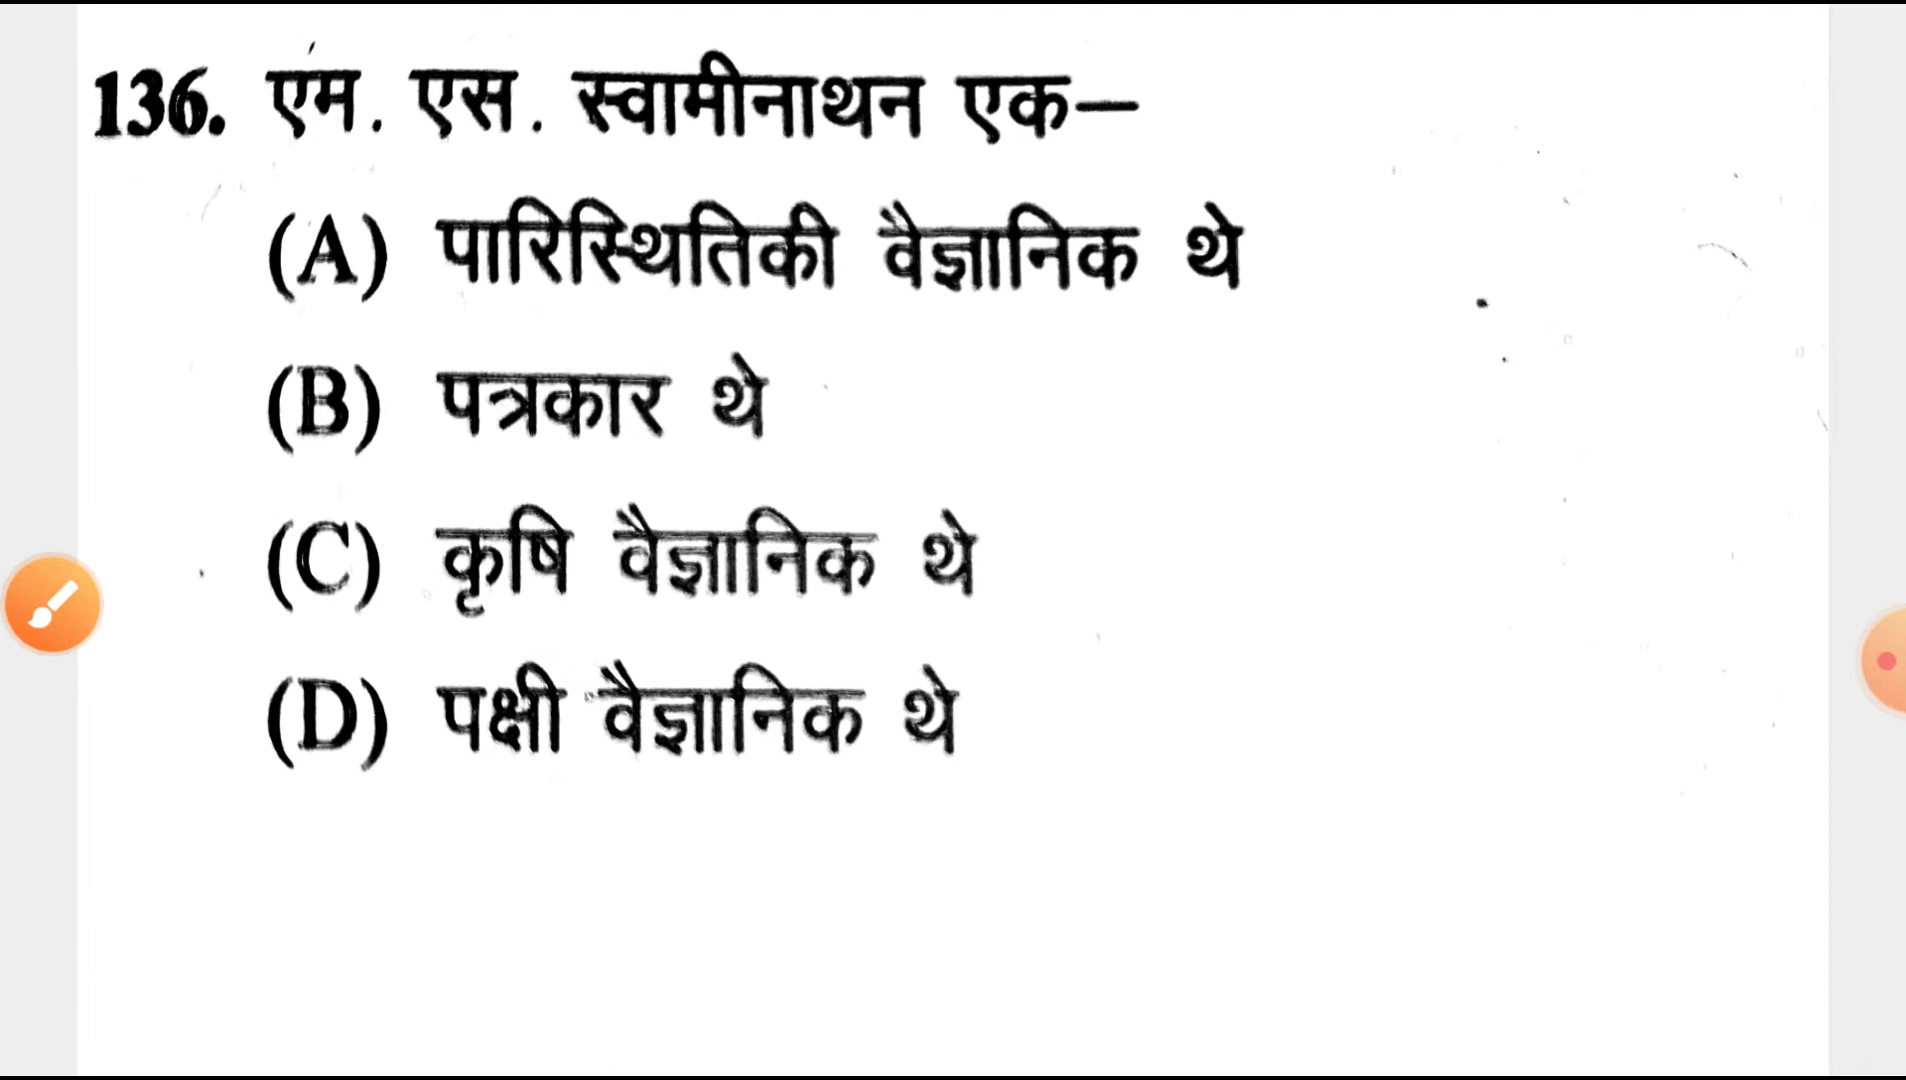 136. एम. एस. स्वामीनाथन एक—
(A) पारिस्थितिकी वैज्ञानिक थे
(B) पत्रकार थे
(C) कृषि वैज्ञानिक थे
(D) पक्षी वैज्ञानिक थे